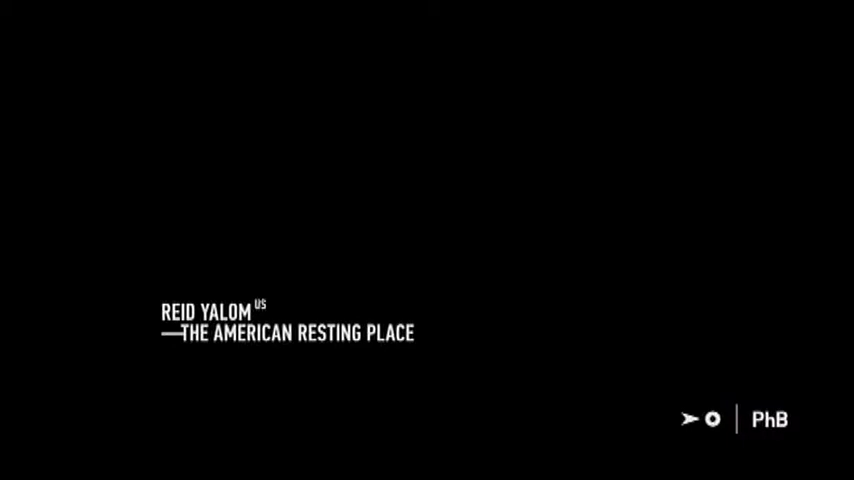 REID YALOM US
—THE AMERICAN RESTING PLACE
PhB